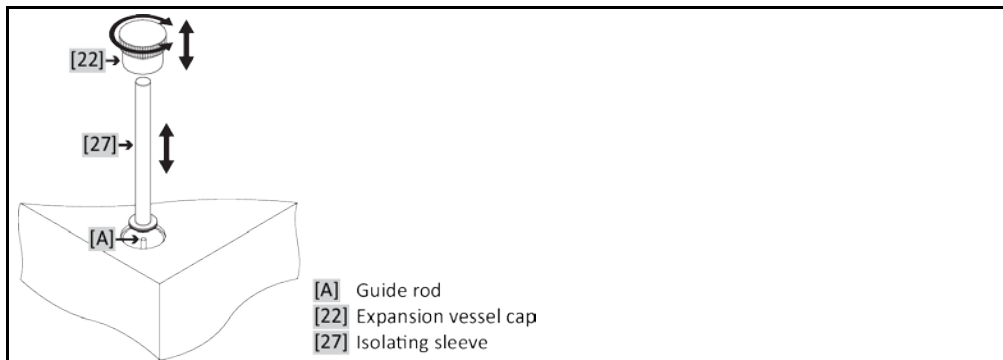 [22]
[27]
[A]
[A] Guide rod
[22] Expansion vessel cap
[27] Isolating sleeve